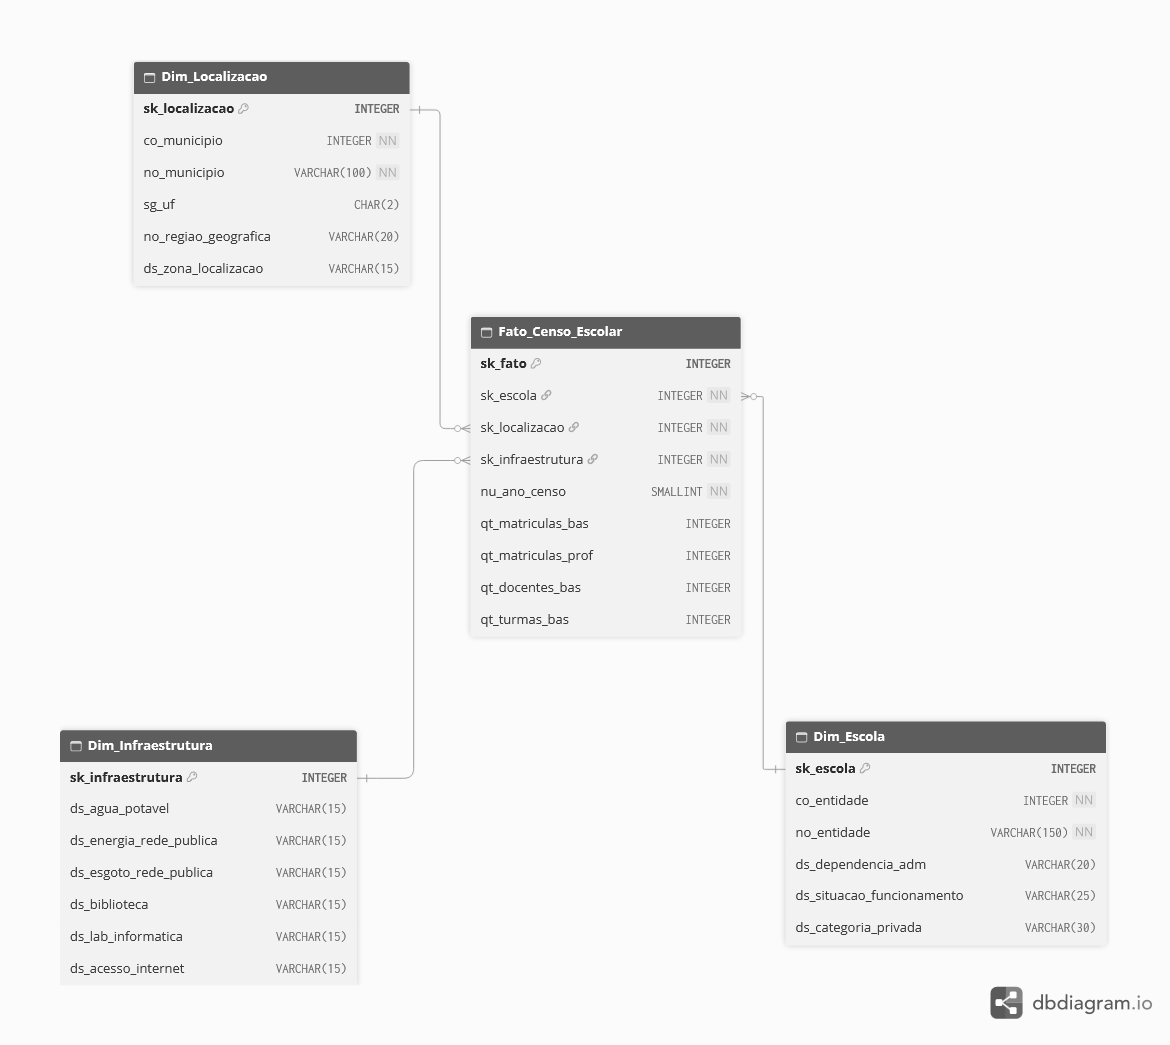 Dim_Localizacao
sk_localizacao INTEGER
co_municipio INTEGER NN
no_municipio VARCHAR(100) NN
sg_uf CHAR(2)
no_regiao_geografica VARCHAR(20)
ds_zona_localizacao VARCHAR(15)
Fato_Censo_Escolar
sk_fato INTEGER
sk_escola INTEGER NN
sk_localizacao INTEGER NN
sk_infraestrutura INTEGER NN
nu_ano_censo SMALLINT NN
qt_matriculas_bas INTEGER
qt_matriculas_prof INTEGER
qt_docentes_bas INTEGER
qt_turmas_bas INTEGER
Dim_Infraestrutura
sk_infraestrutura INTEGER
ds_agua_potavel VARCHAR(15)
ds_energia_rede_publica VARCHAR(15)
ds_esgoto_rede_publica VARCHAR(15)
ds_biblioteca VARCHAR(15)
ds_lab_informatica VARCHAR(15)
ds_acesso_internet VARCHAR(15)
Dim_Escola
sk_escola INTEGER
co_entidade INTEGER NN
no_entidade VARCHAR(150) NN
ds_dependencia_adm VARCHAR(20)
ds_situacao_funcionamento VARCHAR(25)
ds_categoria_privada VARCHAR(30)
dbdiagram.io